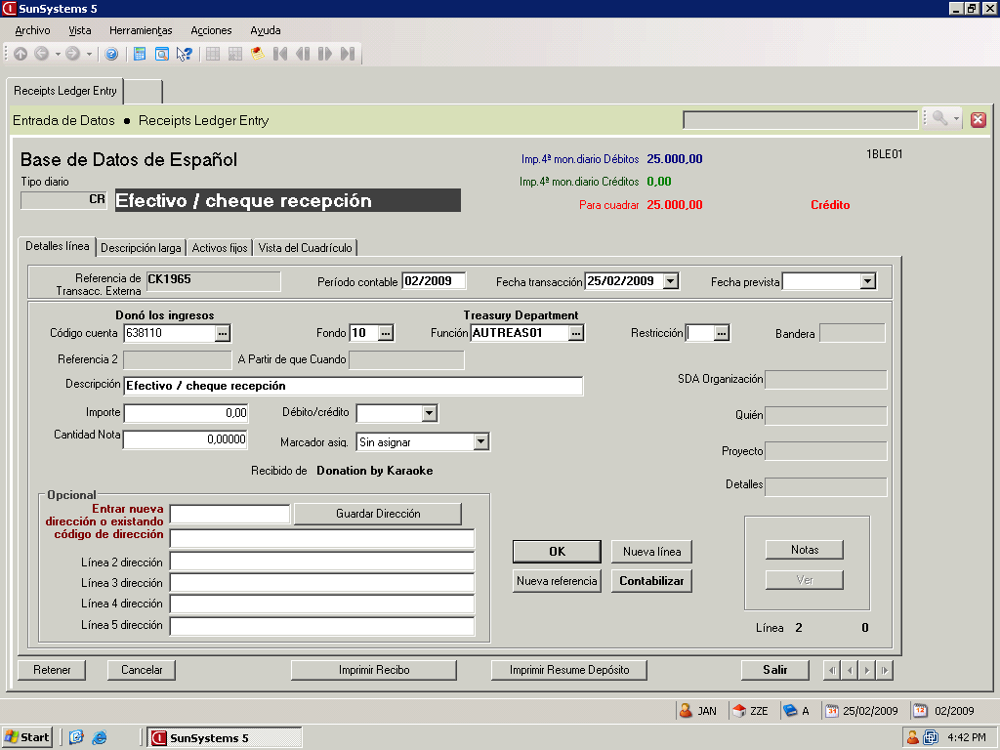 SunSystems 5
Archivo Vista Herramientas Acciones Ayuda
Receipts Ledger Entry
Entrada de Datos ● Receipts Ledger Entry
Base de Datos de Español
Imp.4ª mon.diario Débitos 25.000,00
1BLE01
Tipo diario
Imp.4ª mon.diario Créditos 0,00
CR Efectivo / cheque recepción
Para cuadrar 25.000,00 Crédito
Detalles línea Descripción larga Activos fijos Vista del Cuadrículo
Referencia de Transacc. Externa CK1965
Período contable 02/2009
Fecha transacción 25/02/2009
Fecha prevista
Donó los ingresos
Treasury Department
Código cuenta 638110 ...
Fondo 10 ...
Función AUTREAS01 ...
Restricción ...
Bandera
Referencia 2
A Partir de que Cuando
Descripción Efectivo / cheque recepción
SDA Organización
Importe 0,00
Débito/crédito
Quién
Cantidad Nota 0,00000
Marcador asig. Sin asignar
Proyecto
Recibido de Donation by Karaoke
Detalles
Opcional
Entrar nueva
dirección o existando
código de dirección
Guardar Dirección
Línea 2 dirección
Línea 3 dirección
Línea 4 dirección
Línea 5 dirección
OK Nueva línea
Nueva referencia Contabilizar
Notas
Ver
Línea 2 0
Retener Cancelar Imprimir Recibo Imprimir Resume Depósito Salir
JAN ZZE A 25/02/2009 02/2009
Start SunSystems 5 4:42 PM